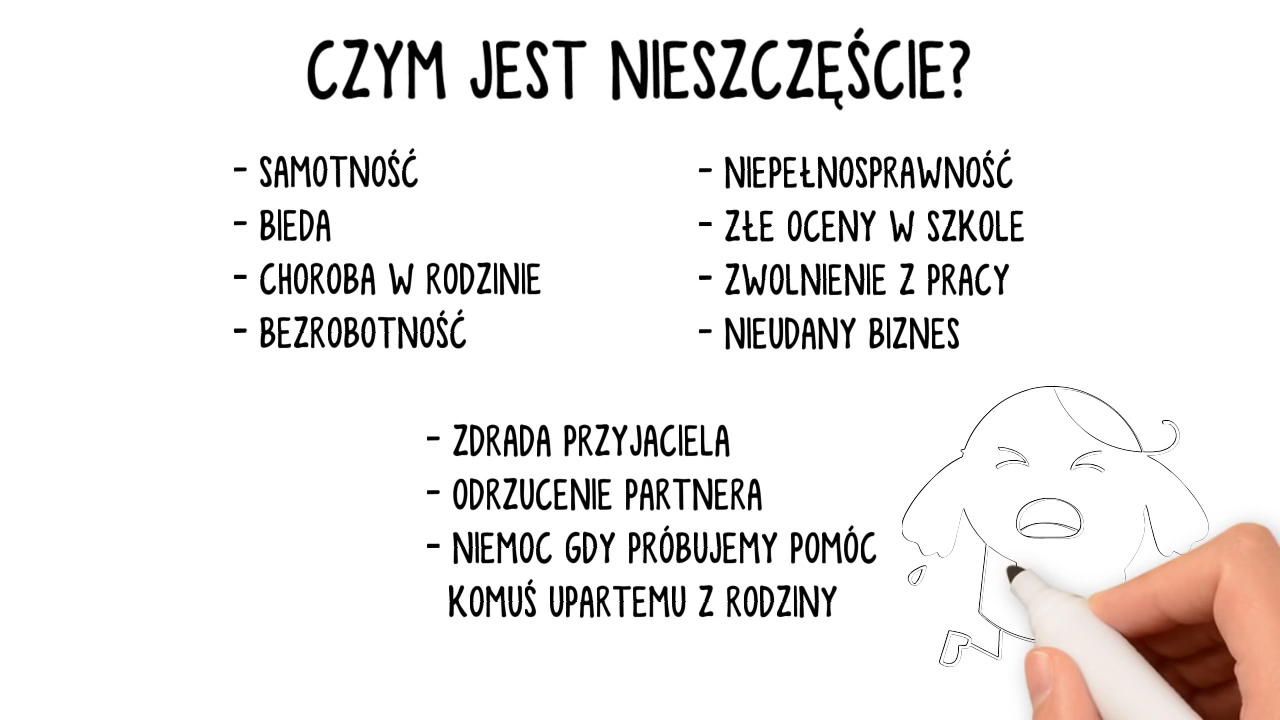 CZYM JEST NIESZCZĘŚCIE?
- SAMOTNOŚĆ
- BIEDA
- CHOROBA W RODZINIE
- BEZROBOTNOŚĆ
- NIEPEŁNOSPRAWNOŚĆ
- ZŁE OCENY W SZKOLE
- ZWOLNIENIE Z PRACY
- NIEUDANY BIZNES
- ZDRADA PRZYJACIELA
- ODRZUCENIE PARTNERA
- NIEMOC GDY PRÓBUJEMY POMÓC
KOMUŚ UPARTEMU Z RODZINY